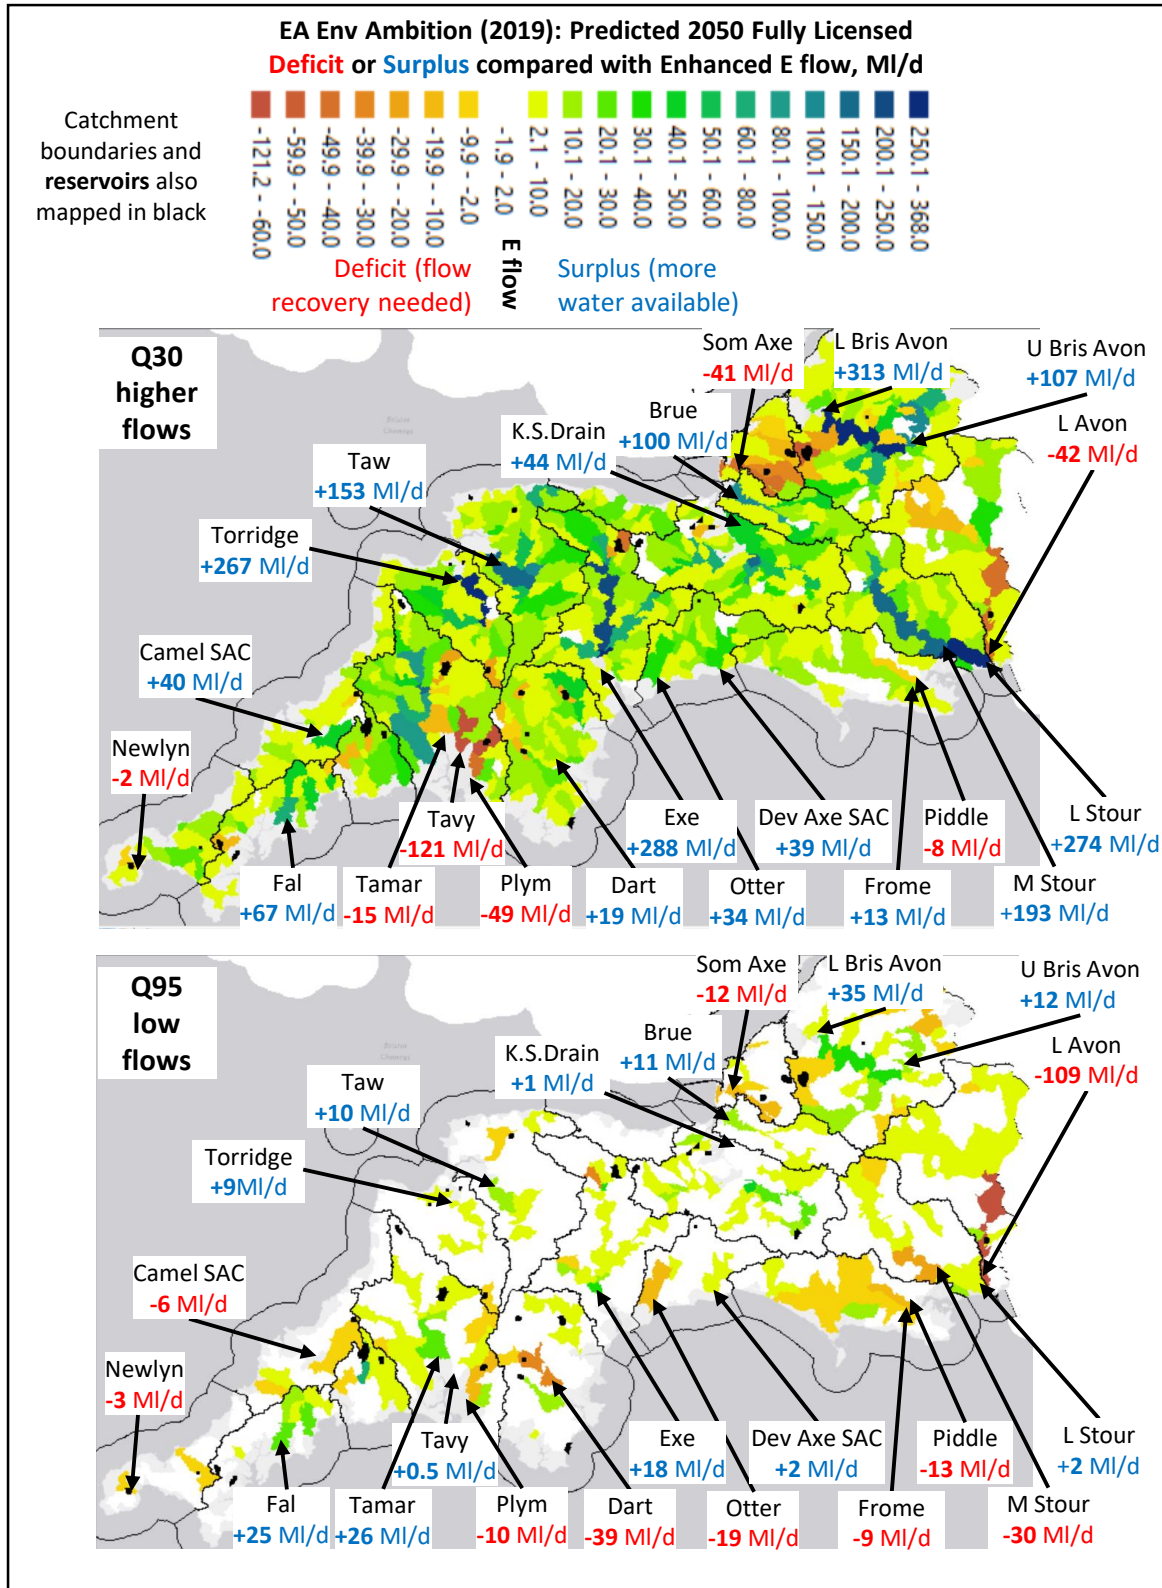 EA Env Ambition (2019): Predicted 2050 Fully Licensed
Deficit or Surplus compared with Enhanced E flow, Ml/d
Catchment
boundaries and
reservoirs also
mapped in black
-121.2 - -60.0
-59.9 - -50.0
-49.9 - -40.0
-39.9 - -30.0
-29.9 - -20.0
-19.9 - -10.0
-9.9 - -2.0
-1.9 - 2.0
2.1 - 10.0
10.1 - 20.0
20.1 - 30.0
30.1 - 40.0
40.1 - 50.0
50.1 - 60.0
60.1 - 80.0
80.1 - 100.0
100.1 - 150.0
150.1 - 200.0
200.1 - 250.0
250.1 - 368.0
Deficit (flow
recovery needed)
E flow
Surplus (more
water available)
Q30
higher
flows
Som Axe
-41 Ml/d
L Bris Avon
+313 Ml/d
U Bris Avon
+107 Ml/d
L Avon
-42 Ml/d
Brue
+100 Ml/d
K.S.Drain
+44 Ml/d
Taw
+153 Ml/d
Torridge
+267 Ml/d
Camel SAC
+40 Ml/d
Newlyn
-2 Ml/d
Fal
+67 Ml/d
Tamar
-15 Ml/d
Tavy
-121 Ml/d
Plym
-49 Ml/d
Dart
+19 Ml/d
Exe
+288 Ml/d
Otter
+34 Ml/d
Dev Axe SAC
+39 Ml/d
Frome
+13 Ml/d
Piddle
-8 Ml/d
M Stour
+193 Ml/d
L Stour
+274 Ml/d
Q95
low
flows
Som Axe
-12 Ml/d
L Bris Avon
+35 Ml/d
U Bris Avon
+12 Ml/d
L Avon
-109 Ml/d
Brue
+11 Ml/d
K.S.Drain
+1 Ml/d
Taw
+10 Ml/d
Torridge
+9Ml/d
Camel SAC
-6 Ml/d
Newlyn
-3 Ml/d
Fal
+25 Ml/d
Tamar
+26 Ml/d
Tavy
+0.5 Ml/d
Plym
-10 Ml/d
Dart
-39 Ml/d
Exe
+18 Ml/d
Otter
-19 Ml/d
Dev Axe SAC
+2 Ml/d
Frome
-9 Ml/d
Piddle
-13 Ml/d
M Stour
-30 Ml/d
L Stour
+2 Ml/d